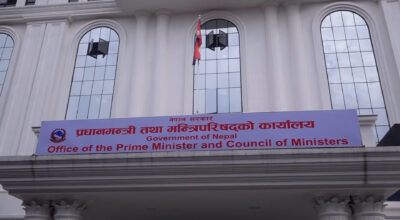 नेपाल सरकार
प्रधानमन्त्री तथा मन्त्रिपरिषद्को कार्यालय
Government of Nepal
Office of the Prime Minister and Council of Ministers